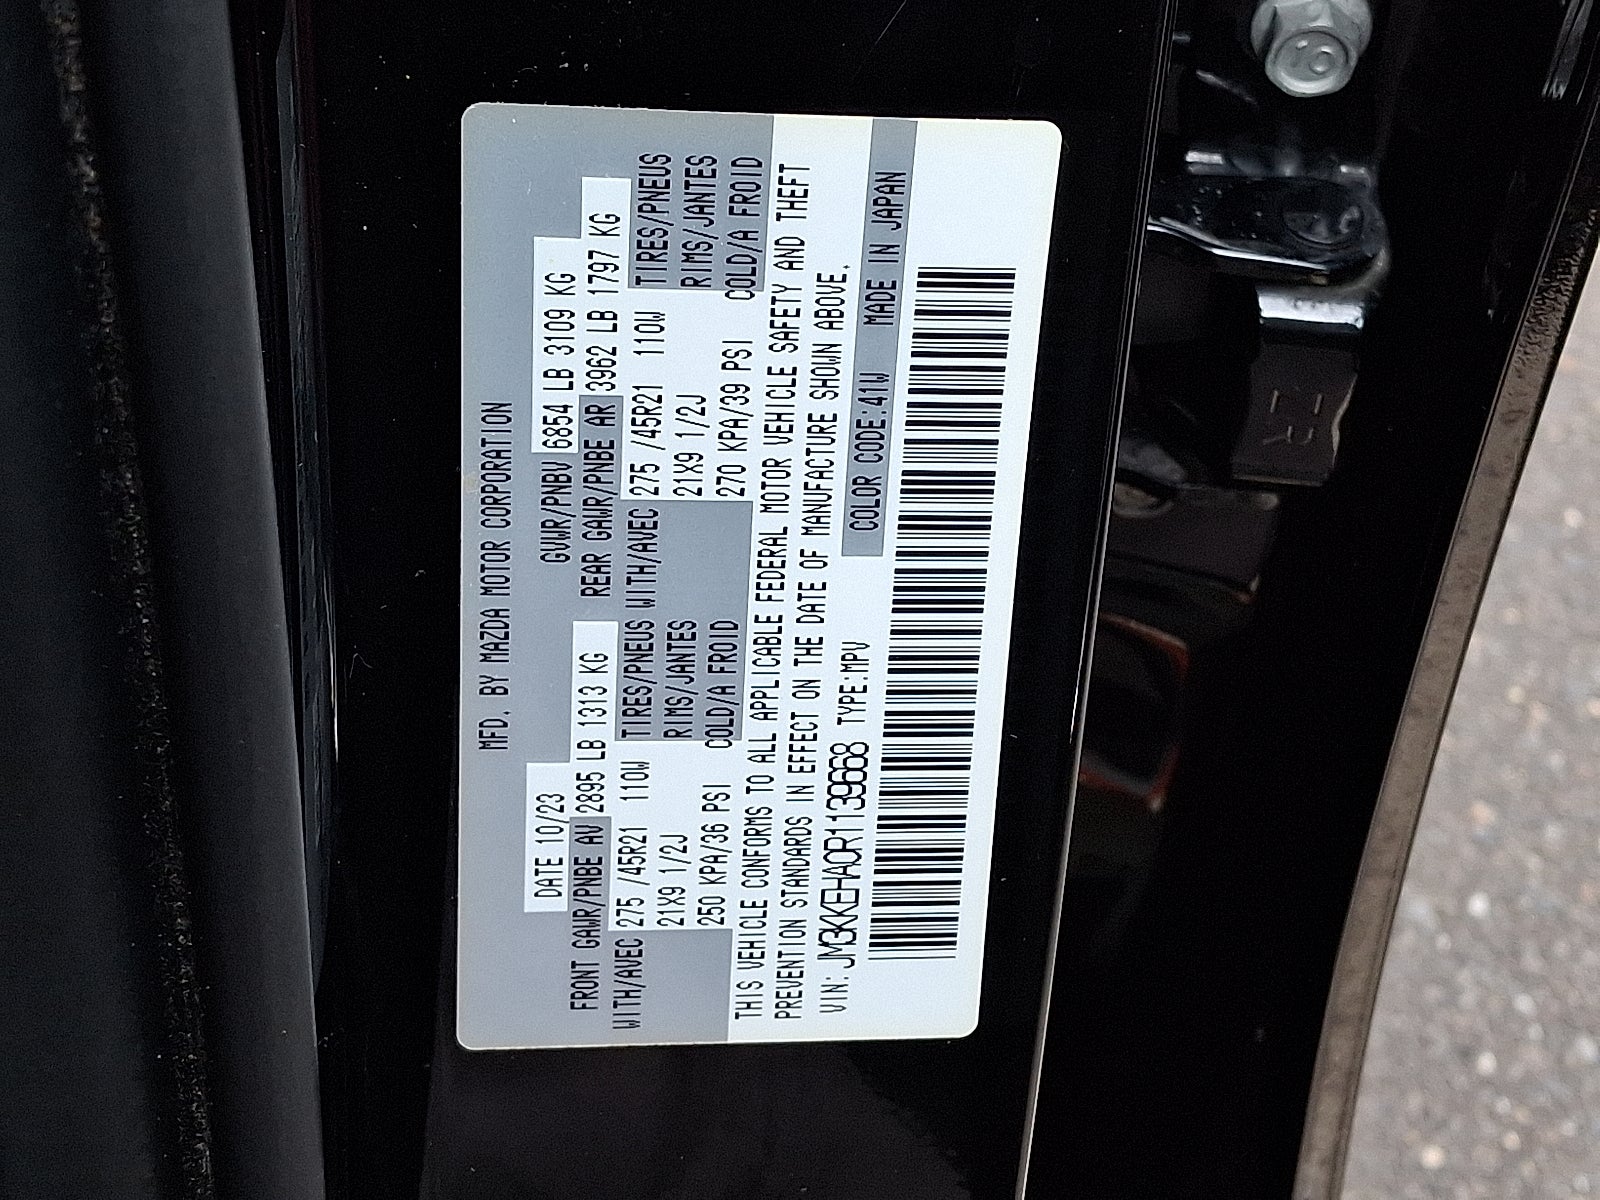 MFD. BY MAZDA MOTOR CORPORATION
DATE 10/23 GVWR/PNBV 6854 LB 3109 KG
FRONT GAWR/PNBE AV 2895 LB 1313 KG REAR GAWR/PNBE AR 3962 LB 1797 KG
WITH/AVEC 275 /45R21 110W TIRES/PNEUS WITH/AVEC 275 /45R21 110W TIRES/PNEUS
21X9 1/2J RIMS/JANTES 21X9 1/2J RIMS/JANTES
250 KPA/36 PSI COLD/A FROID 270 KPA/39 PSI COLD/A FROID
THIS VEHICLE CONFORMS TO ALL APPLICABLE FEDERAL MOTOR VEHICLE SAFETY AND THEFT
PREVENTION STANDARDS IN EFFECT ON THE DATE OF MANUFACTURE SHOWN ABOVE.
VIN: JM3KKEHA0R1139668 TYPE:MPV COLOR CODE:41W MADE IN JAPAN
10